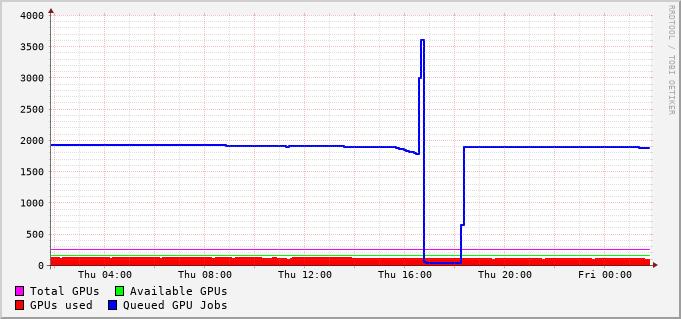 4000
3500
3000
2500
2000
1500
1000
500
0
Thu 04:00 Thu 08:00 Thu 12:00 Thu 16:00 Thu 20:00 Fri 00:00
Total GPUs Available GPUs
GPUs used Queued GPU Jobs
RRDTOOL / TOBI OETIKER